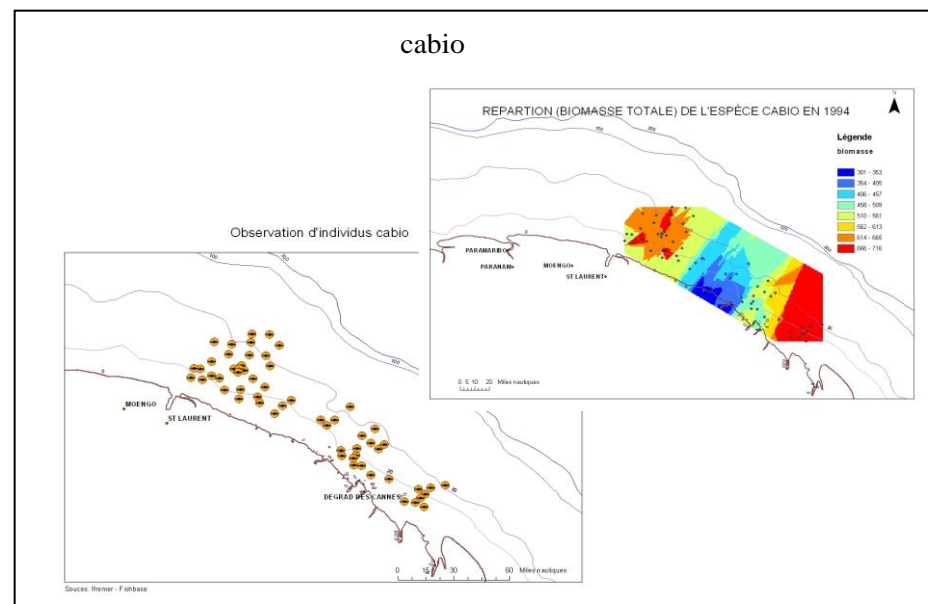 cabio
REPARTION (BIOMASSE TOTALE) DE L'ESPÈCE CABIO EN 1994
N
Légende
biomasse
354 - 405
406 - 457
458 - 509
510 - 561
562 - 613
614 - 665
666 - 716
PARAMARIBO
PARANAM
MOENGO
ST LAURENT
0 5 10 20 Miles nautiques
Observation d'individus cabio
MOENGO
ST LAURENT
DEGRAD DES CANNES
0 15 30 60
Miles nautiques
Souces: Ifremer - Fishbase